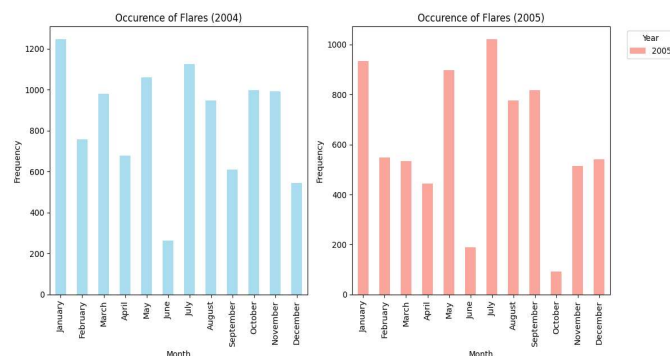 Occurence of Flares (2004)
Frequency
1200
1000
800
600
400
200
0
January
February
March
April
May
June
July
August
September
October
November
December
Month
Occurence of Flares (2005)
Frequency
1000
800
600
400
200
0
January
February
March
April
May
June
July
August
September
October
November
December
Month
Year
2005